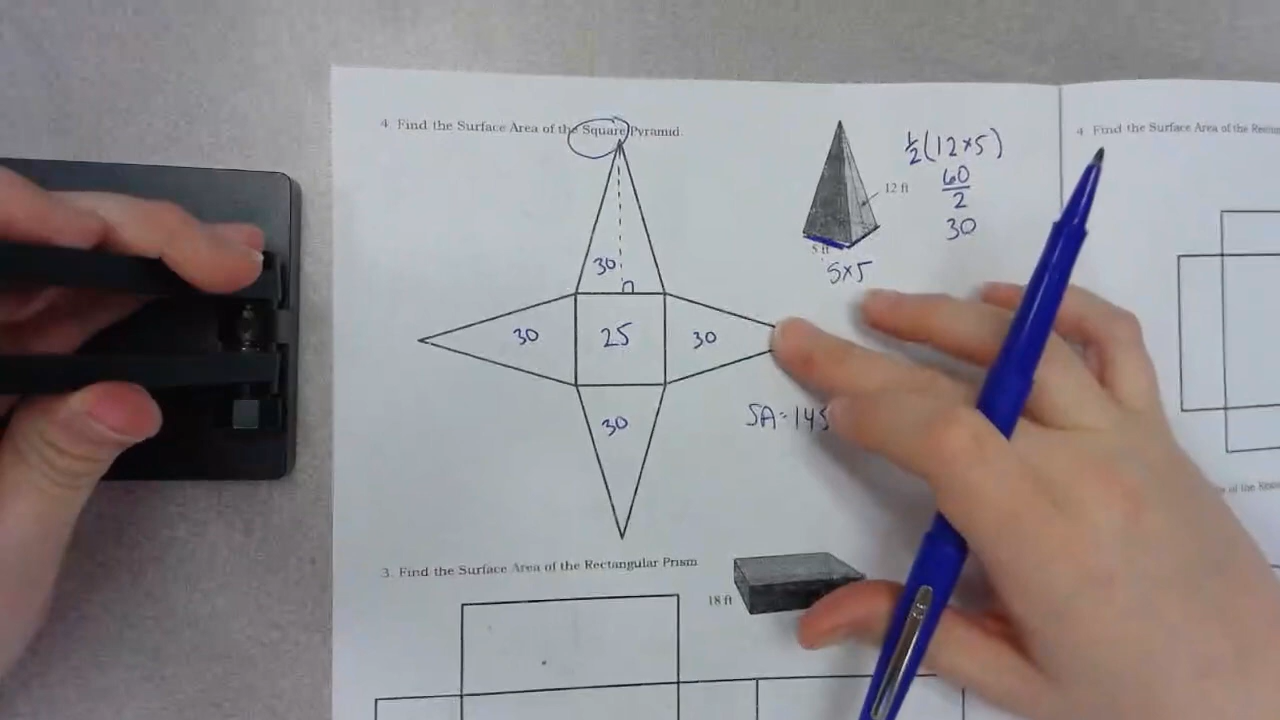 4 Find the Surface Area of the Square Pyramid.
½(12×5)
60
2
30
12 ft
5 ft
5×5
30
30
25
30
30
SA=145
3. Find the Surface Area of the Rectangular Prism
18 ft
4 Find the Surface Area of the
of the